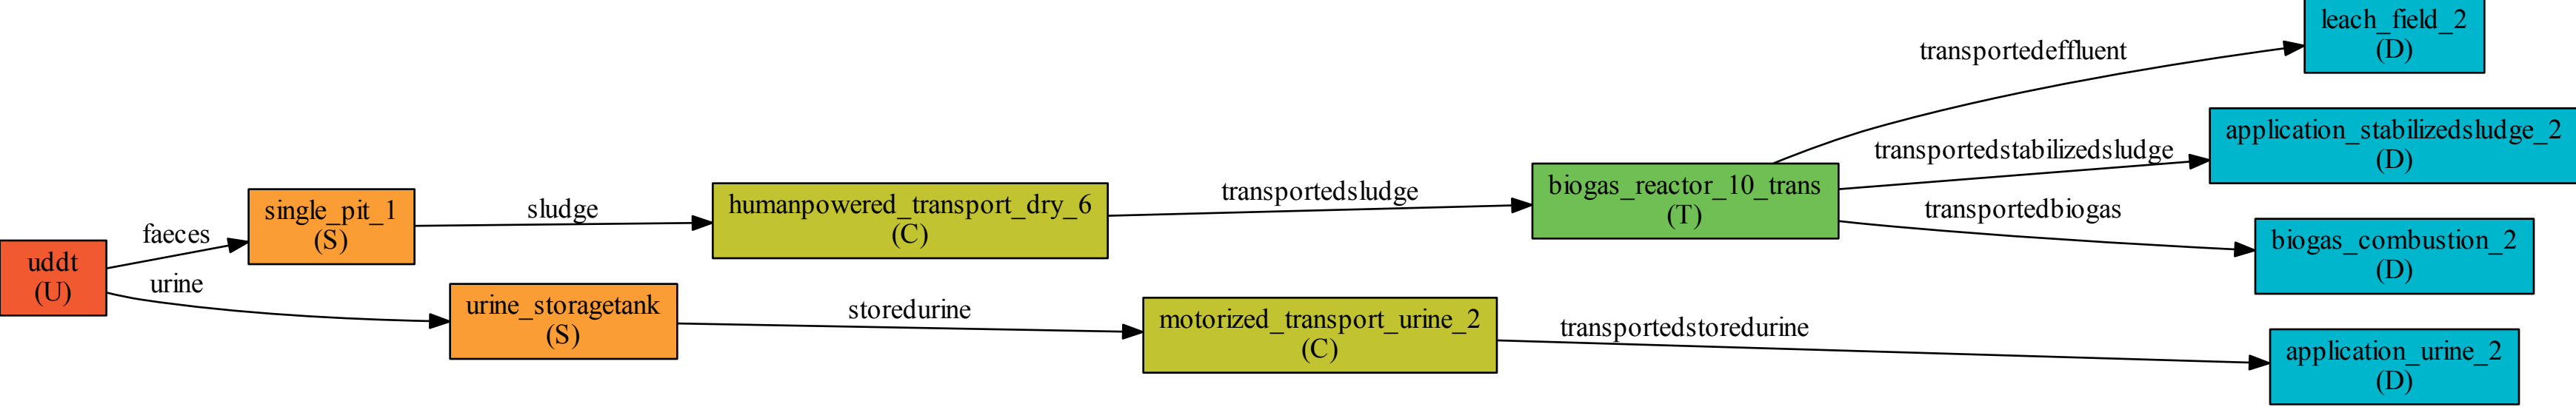 leach_field_2
(D)
transportedeffluent
application_stabilizedsludge_2
(D)
transportedstabilizedsludge
biogas_reactor_10_trans
(T)
transportedsludge
humanpowered_transport_dry_6
(C)
sludge
single_pit_1
(S)
faeces
transportedbiogas
biogas_combustion_2
(D)
uddt
(U)
urine
urine_storagetank
(S)
storedurine
motorized_transport_urine_2
(C)
transportedstoredurine
application_urine_2
(D)